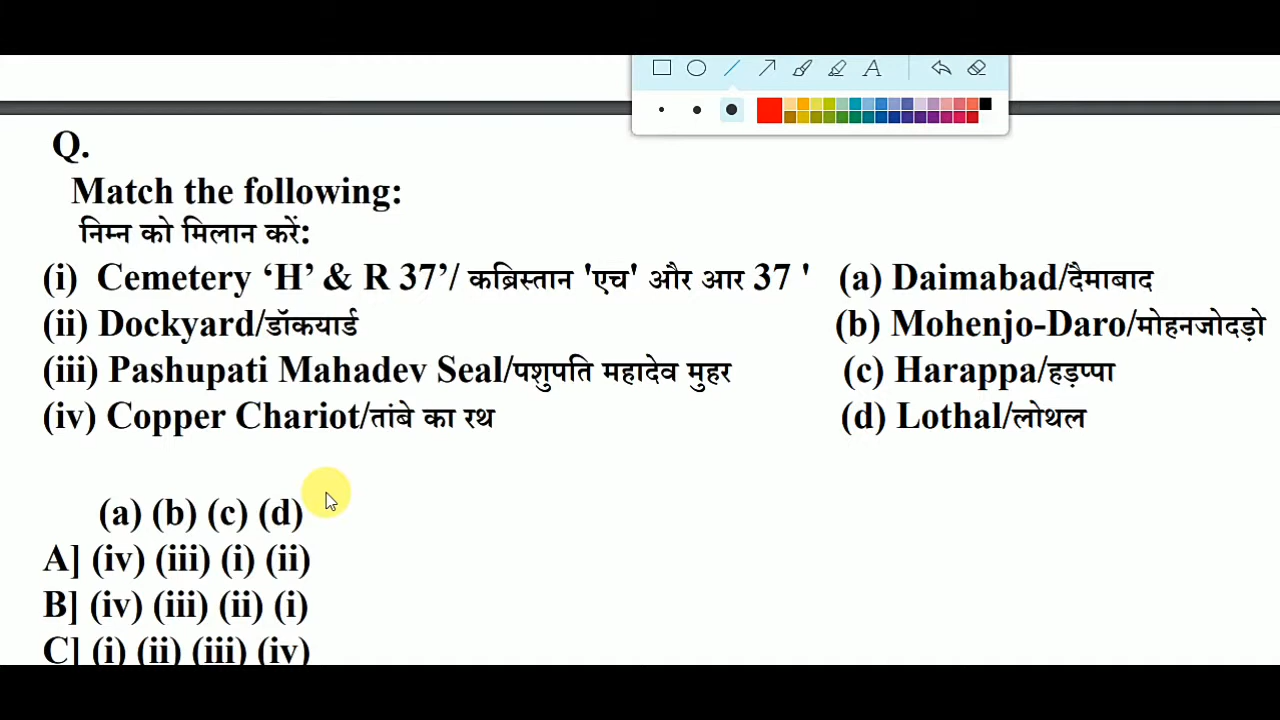 Q.
Match the following:
निम्न को मिलान करें:
(i) Cemetery ‘H’ & R 37’/ कब्रिस्तान 'एच' और आर 37 ' (a) Daimabad/दैमाबाद
(ii) Dockyard/डॉकयार्ड (b) Mohenjo-Daro/मोहनजोदड़ो
(iii) Pashupati Mahadev Seal/पशुपति महादेव मुहर (c) Harappa/हड़प्पा
(iv) Copper Chariot/तांबे का रथ (d) Lothal/लोथल
(a) (b) (c) (d)
A] (iv) (iii) (i) (ii)
B] (iv) (iii) (ii) (i)
C] (i) (ii) (iii) (iv)